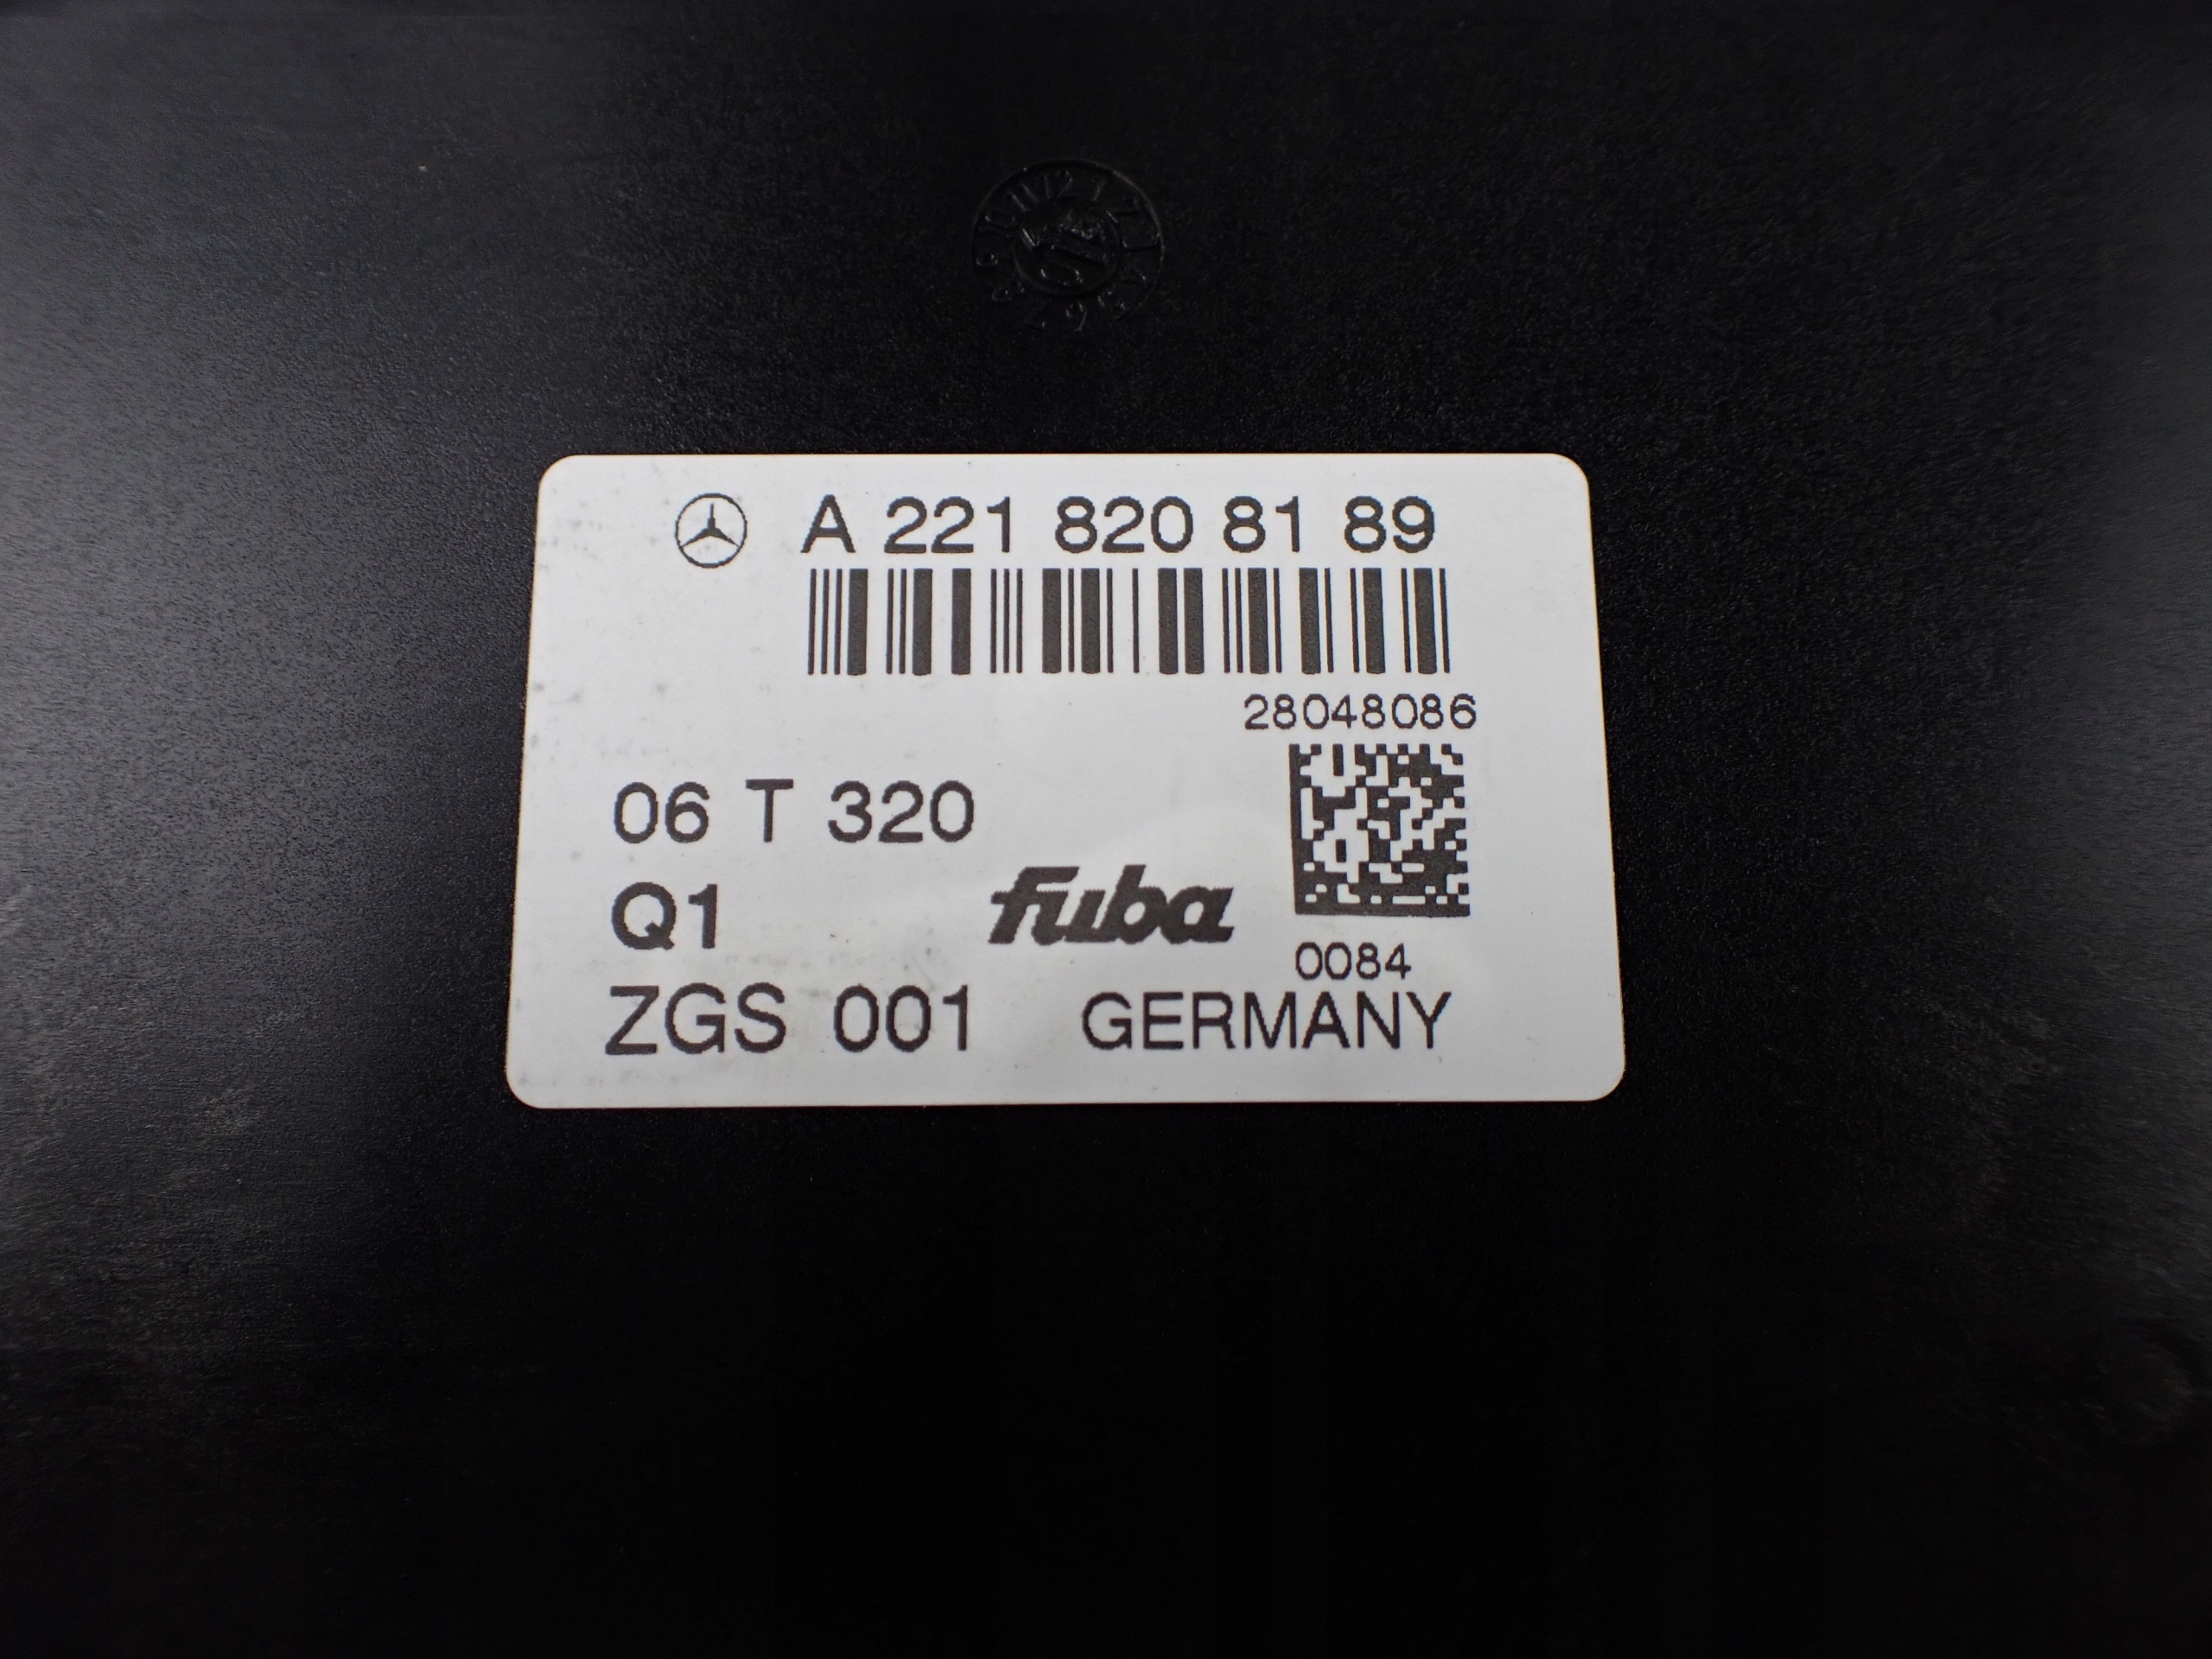 A 221 820 81 89
28048086
06 T 320
Q1
fuba
0084
ZGS 001
GERMANY